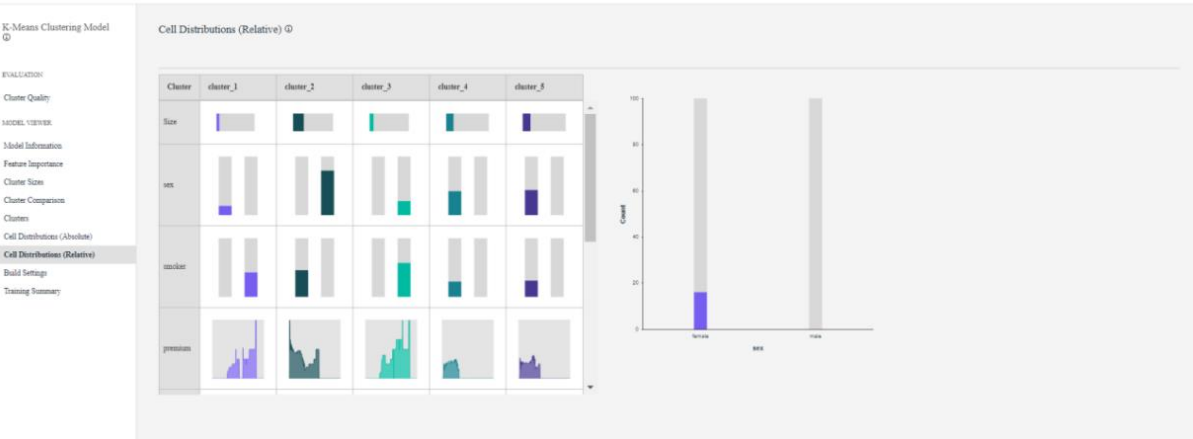 K-Means Clustering Model
EVALUATION
Cluster Quality
MODEL VIEWER
Model Information
Feature Importance
Cluster Sizes
Cluster Comparison
Clusters
Cell Distributions (Absolute)
Cell Distributions (Relative)
Build Settings
Training Summary
Cell Distributions (Relative)
Cluster cluster_1 cluster_2 cluster_3 cluster_4 cluster_5
Size
sex
smoker
premium
100
80
60
40
20
0
Count
female male
sex